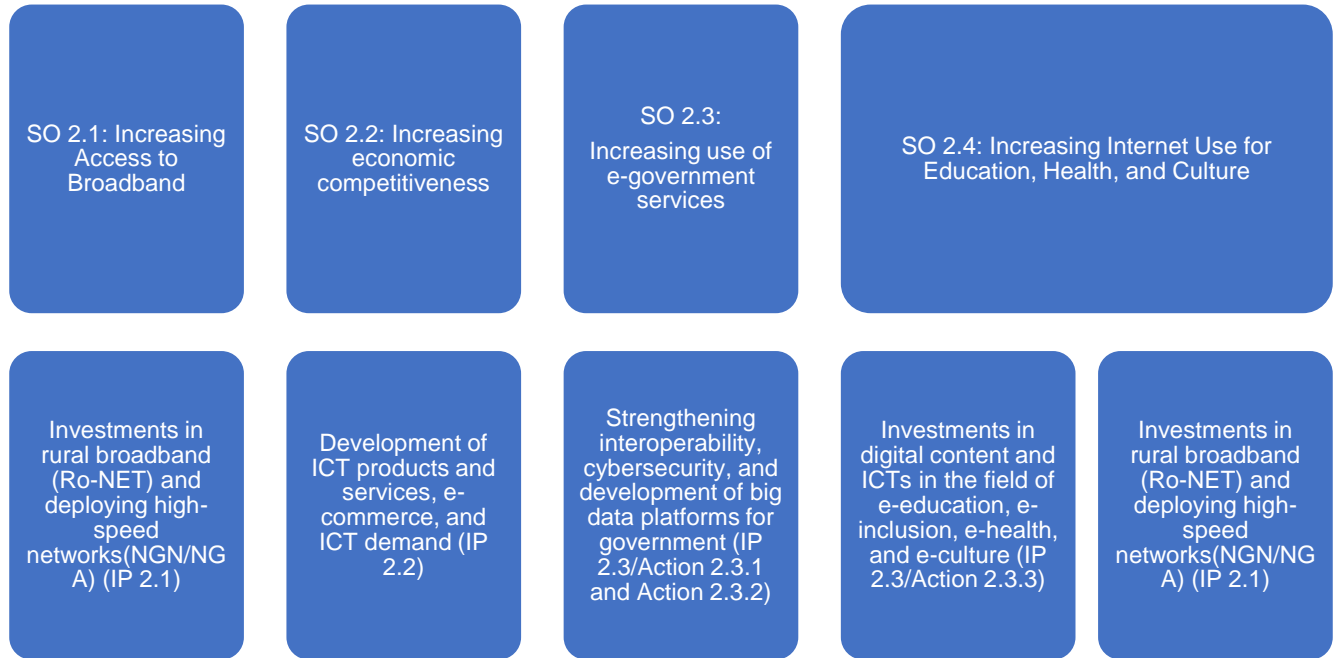 SO 2.1: Increasing
Access to
Broadband
SO 2.2: Increasing
economic
competitiveness
SO 2.3:
Increasing use of
e-government
services
SO 2.4: Increasing Internet Use for
Education, Health, and Culture
Investments in
rural broadband
(Ro-NET) and
deploying high-
speed
networks(NGN/NG
A) (IP 2.1)
Development of
ICT products and
services, e-
commerce, and
ICT demand (IP
2.2)
Strengthening
interoperability,
cybersecurity, and
development of big
data platforms for
government (IP
2.3/Action 2.3.1
and Action 2.3.2)
Investments in
digital content and
ICTs in the field of
e-education, e-
inclusion, e-health,
and e-culture (IP
2.3/Action 2.3.3)
Investments in
rural broadband
(Ro-NET) and
deploying high-
speed
networks(NGN/NG
A) (IP 2.1)